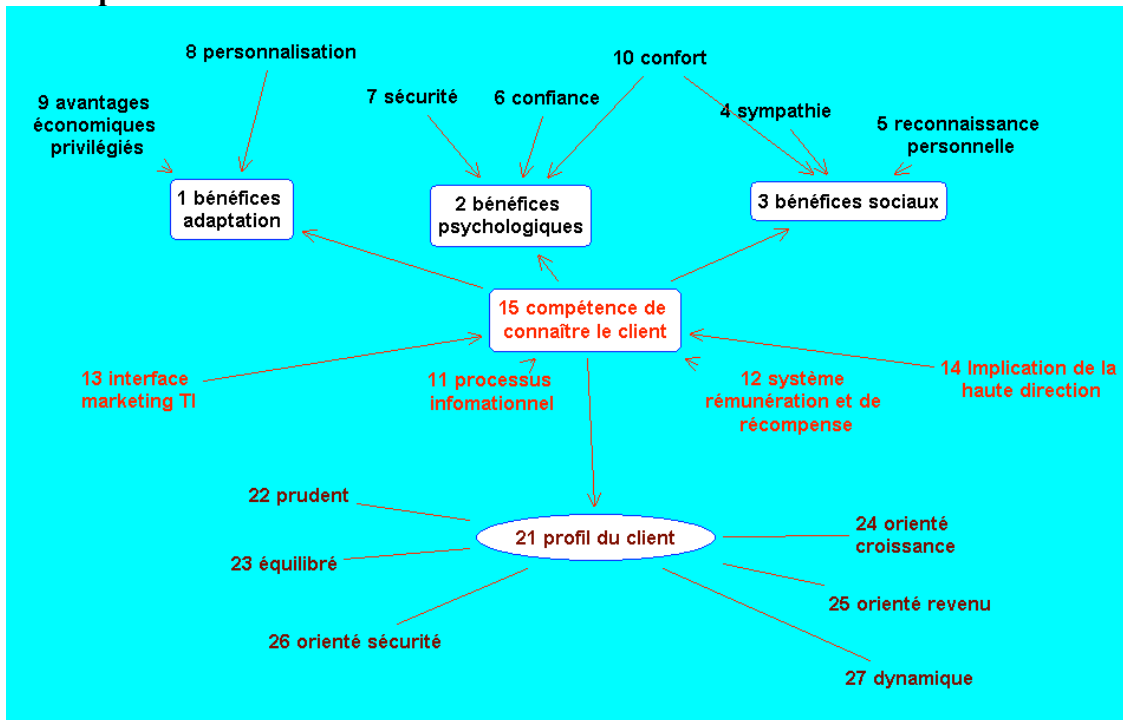 8 personnalisation
10 confort
9 avantages
économiques
privilégiés
7 sécurité
6 confiance
4 sympathie
5 reconnaissance
personnelle
1 bénéfices
adaptation
2 bénéfices
psychologiques
3 bénéfices sociaux
15 compétence de
connaître le client
13 interface
marketing TI
11 processus
infomationnel
12 système
rémunération et de
récompense
14 Implication de la
haute direction
22 prudent
21 profil du client
24 orienté
croissance
23 équilibré
25 orienté revenu
26 orienté sécurité
27 dynamique